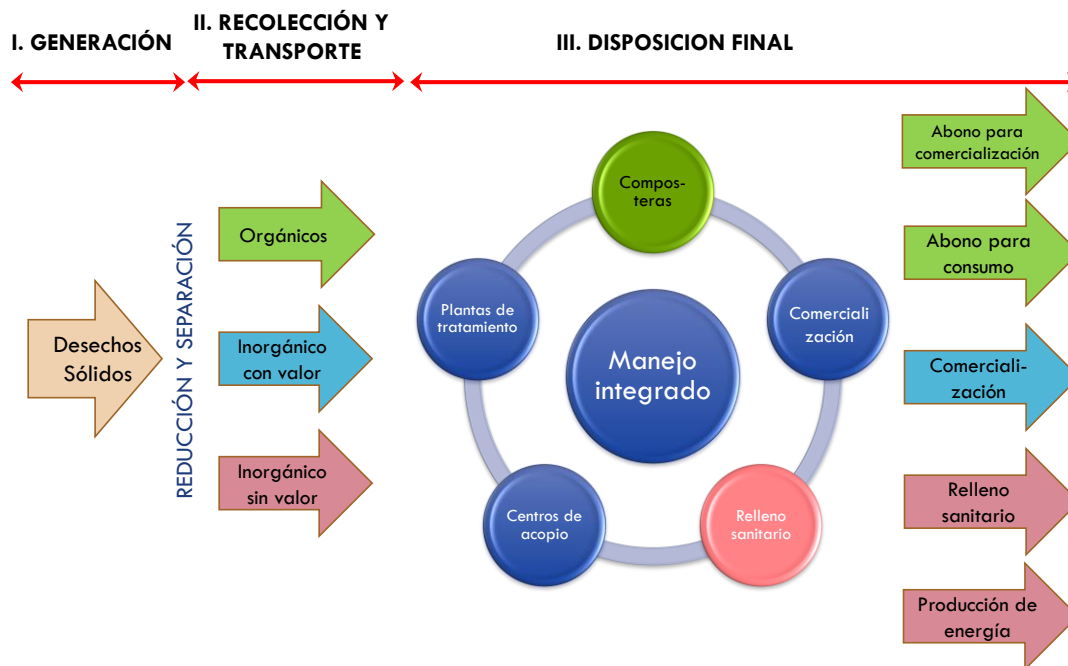 I. GENERACIÓN
II. RECOLECCIÓN Y
TRANSPORTE
III. DISPOSICION FINAL
Desechos
Sólidos
REDUCCIÓN Y SEPARACIÓN
Orgánicos
Inorgánico
con valor
Inorgánico
sin valor
Compos-
teras
Plantas de
tratamiento
Comerciali
zación
Manejo
integrado
Centros de
acopio
Relleno
sanitario
Abono para
comercialización
Abono para
consumo
Comerciali-
zación
Relleno
sanitario
Producción de
energía